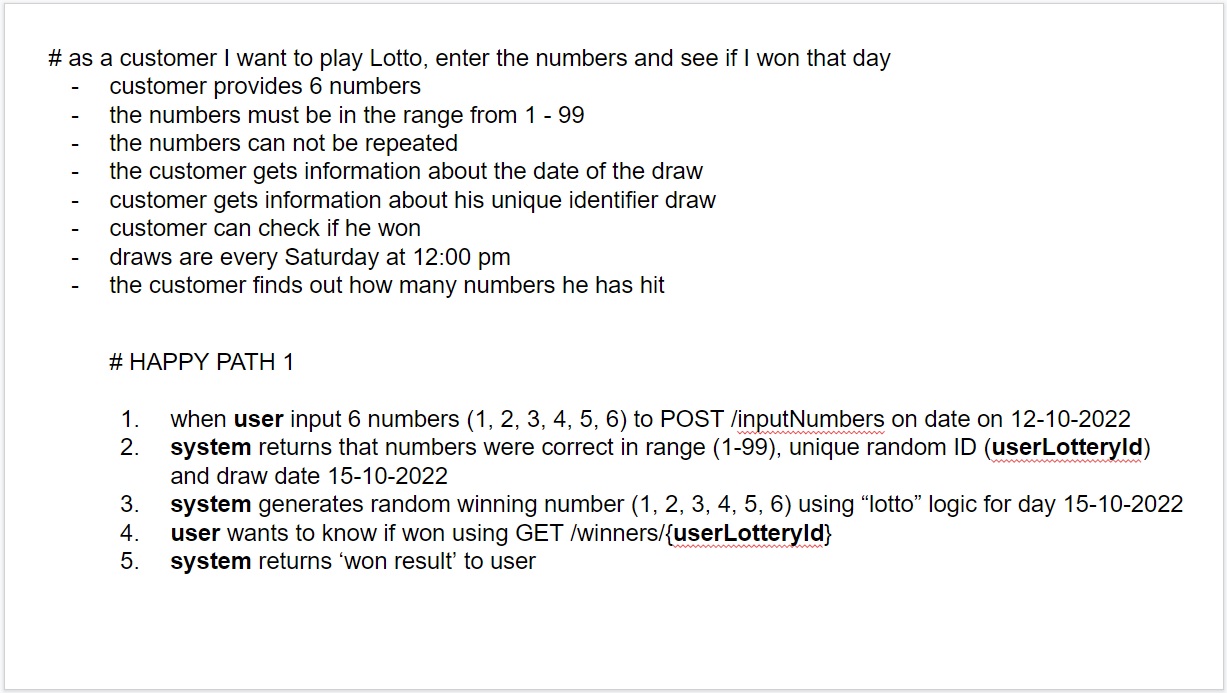 # as a customer I want to play Lotto, enter the numbers and see if I won that day
- customer provides 6 numbers
- the numbers must be in the range from 1 - 99
- the numbers can not be repeated
- the customer gets information about the date of the draw
- customer gets information about his unique identifier draw
- customer can check if he won
- draws are every Saturday at 12:00 pm
- the customer finds out how many numbers he has hit
# HAPPY PATH 1
1. when user input 6 numbers (1, 2, 3, 4, 5, 6) to POST /inputNumbers on date on 12-10-2022
2. system returns that numbers were correct in range (1-99), unique random ID (userLotteryId)
and draw date 15-10-2022
3. system generates random winning number (1, 2, 3, 4, 5, 6) using “lotto” logic for day 15-10-2022
4. user wants to know if won using GET /winners/{userLotteryId}
5. system returns ‘won result’ to user